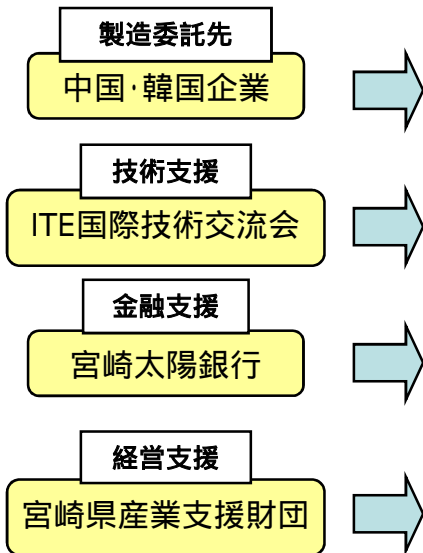 製造委託先
中国・韓国企業
技術支援
ITE国際技術交流会
金融支援
宮崎太陽銀行
経営支援
宮崎県産業支援財団